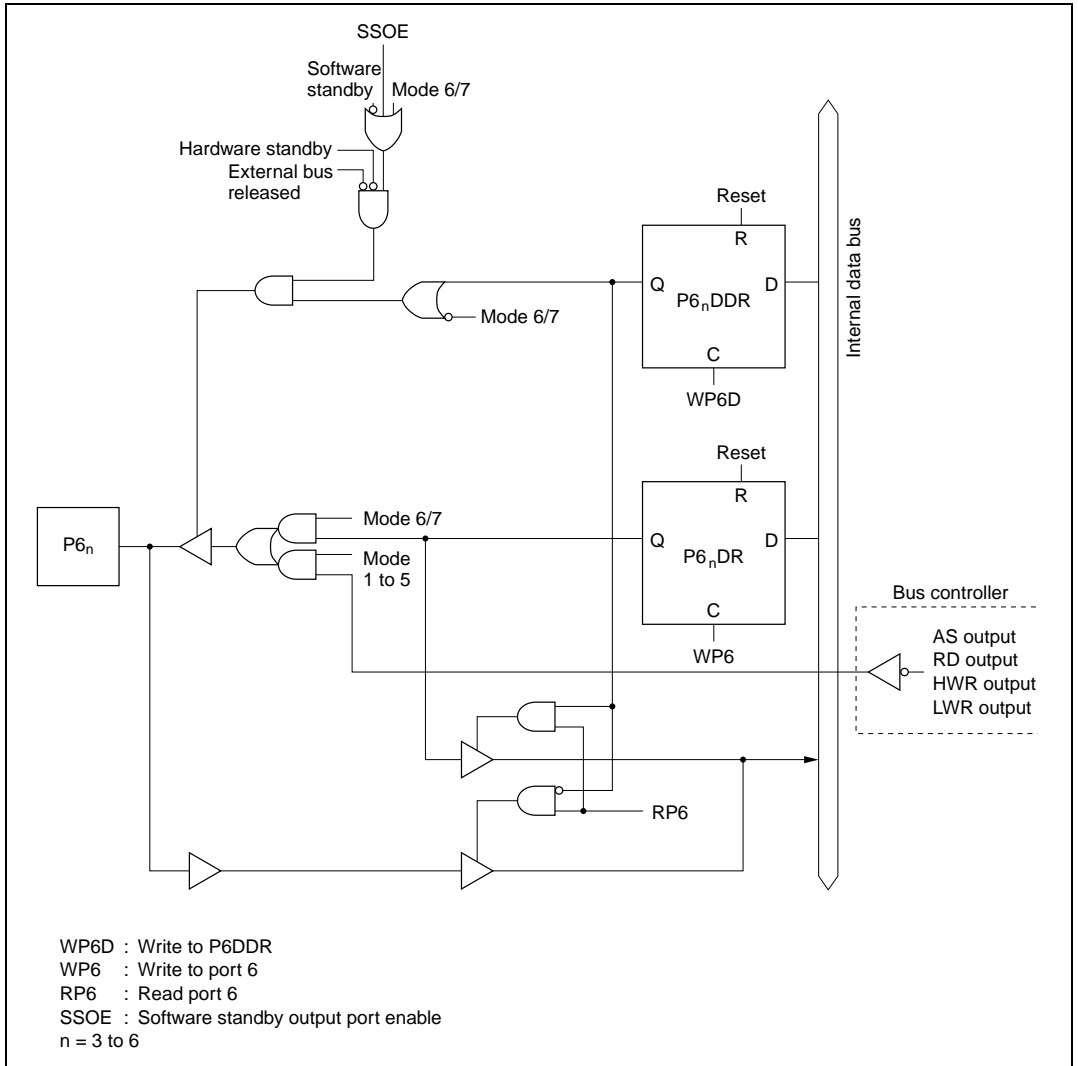 SSOE
Software
standby
Mode 6/7
Hardware standby
External bus
released
Reset
R
Q
P6nDDR
D
C
WP6D
Mode 6/7
Internal data bus
Reset
R
P6n
Mode 6/7
Mode
1 to 5
Q
P6nDR
D
C
WP6
Bus controller
AS output
RD output
HWR output
LWR output
RP6
WP6D : Write to P6DDR
WP6 : Write to port 6
RP6 : Read port 6
SSOE : Software standby output port enable
n = 3 to 6